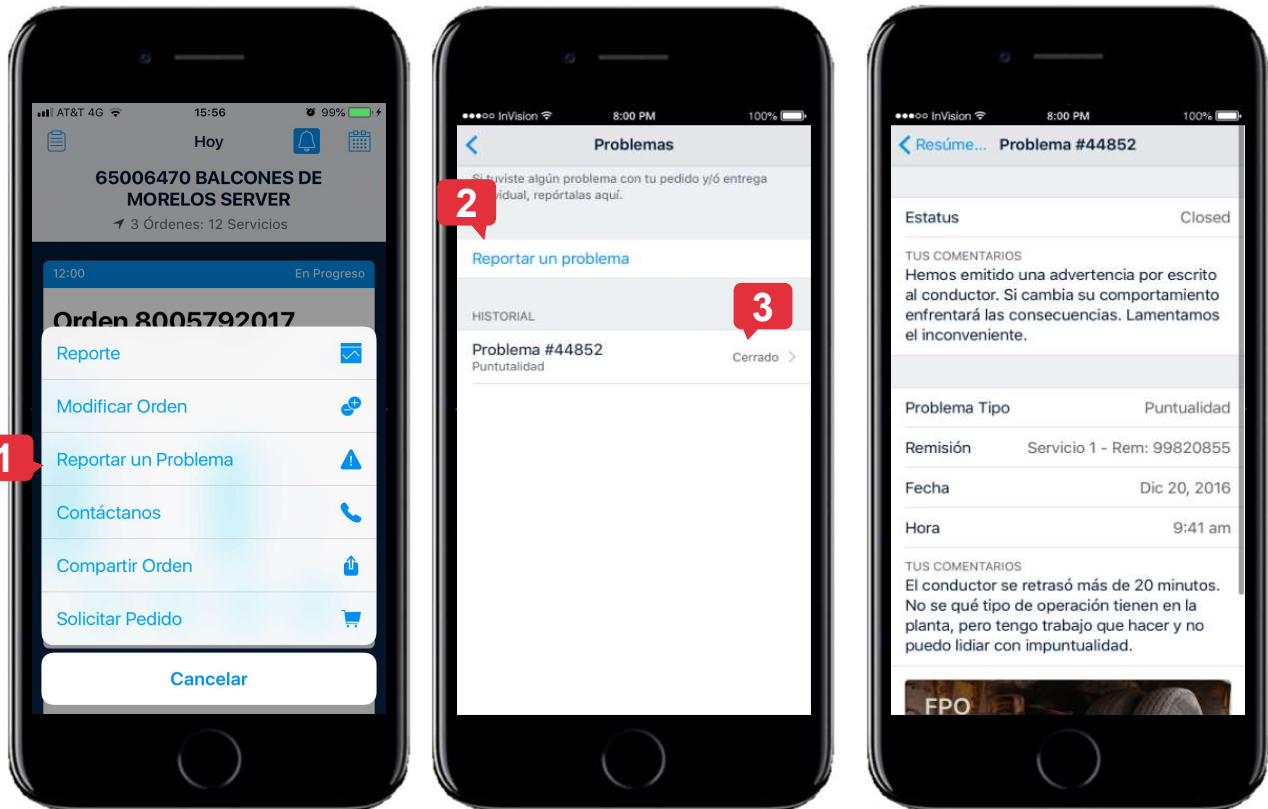 AT&T 4G 15:56 99%
Hoy
65006470 BALCONES DE
MORELOS SERVER
3 Órdenes: 12 Servicios
12:00 En Progreso
Orden 8005792017
Reporte
Modificar Orden
1
Reportar un Problema
Contáctanos
Compartir Orden
Solicitar Pedido
Cancelar
InVision 8:00 PM 100%
Problemas
Si tuviste algún problema con tu pedido y/ó entrega
vidual, repórtalas aquí.
2
Reportar un problema
HISTORIAL
3
Problema #44852
Puntutalidad
Cerrado
InVision 8:00 PM 100%
Resúme... Problema #44852
Estatus Closed
TUS COMENTARIOS
Hemos emitido una advertencia por escrito
al conductor. Si cambia su comportamiento
enfrentará las consecuencias. Lamentamos
el inconveniente.
Problema Tipo Puntualidad
Remisión Servicio 1 - Rem: 99820855
Fecha Dic 20, 2016
Hora 9:41 am
TUS COMENTARIOS
El conductor se retrasó más de 20 minutos.
No se qué tipo de operación tienen en la
planta, pero tengo trabajo que hacer y no
puedo lidiar con impuntualidad.
FPO